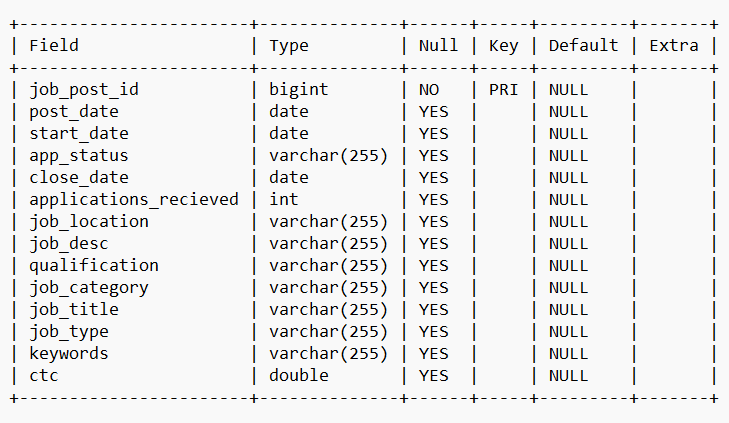 +-----------------------+--------------+------+-----+---------+-------+
| Field                 | Type         | Null | Key | Default | Extra |
+-----------------------+--------------+------+-----+---------+-------+
| job_post_id           | bigint       | NO   | PRI | NULL    |       |
| post_date             | date         | YES  |     | NULL    |       |
| start_date            | date         | YES  |     | NULL    |       |
| app_status            | varchar(255) | YES  |     | NULL    |       |
| close_date            | date         | YES  |     | NULL    |       |
| applications_recieved | int          | YES  |     | NULL    |       |
| job_location          | varchar(255) | YES  |     | NULL    |       |
| job_desc              | varchar(255) | YES  |     | NULL    |       |
| qualification         | varchar(255) | YES  |     | NULL    |       |
| job_category          | varchar(255) | YES  |     | NULL    |       |
| job_title             | varchar(255) | YES  |     | NULL    |       |
| job_type              | varchar(255) | YES  |     | NULL    |       |
| keywords              | varchar(255) | YES  |     | NULL    |       |
| ctc                   | double       | YES  |     | NULL    |       |
+-----------------------+--------------+------+-----+---------+-------+